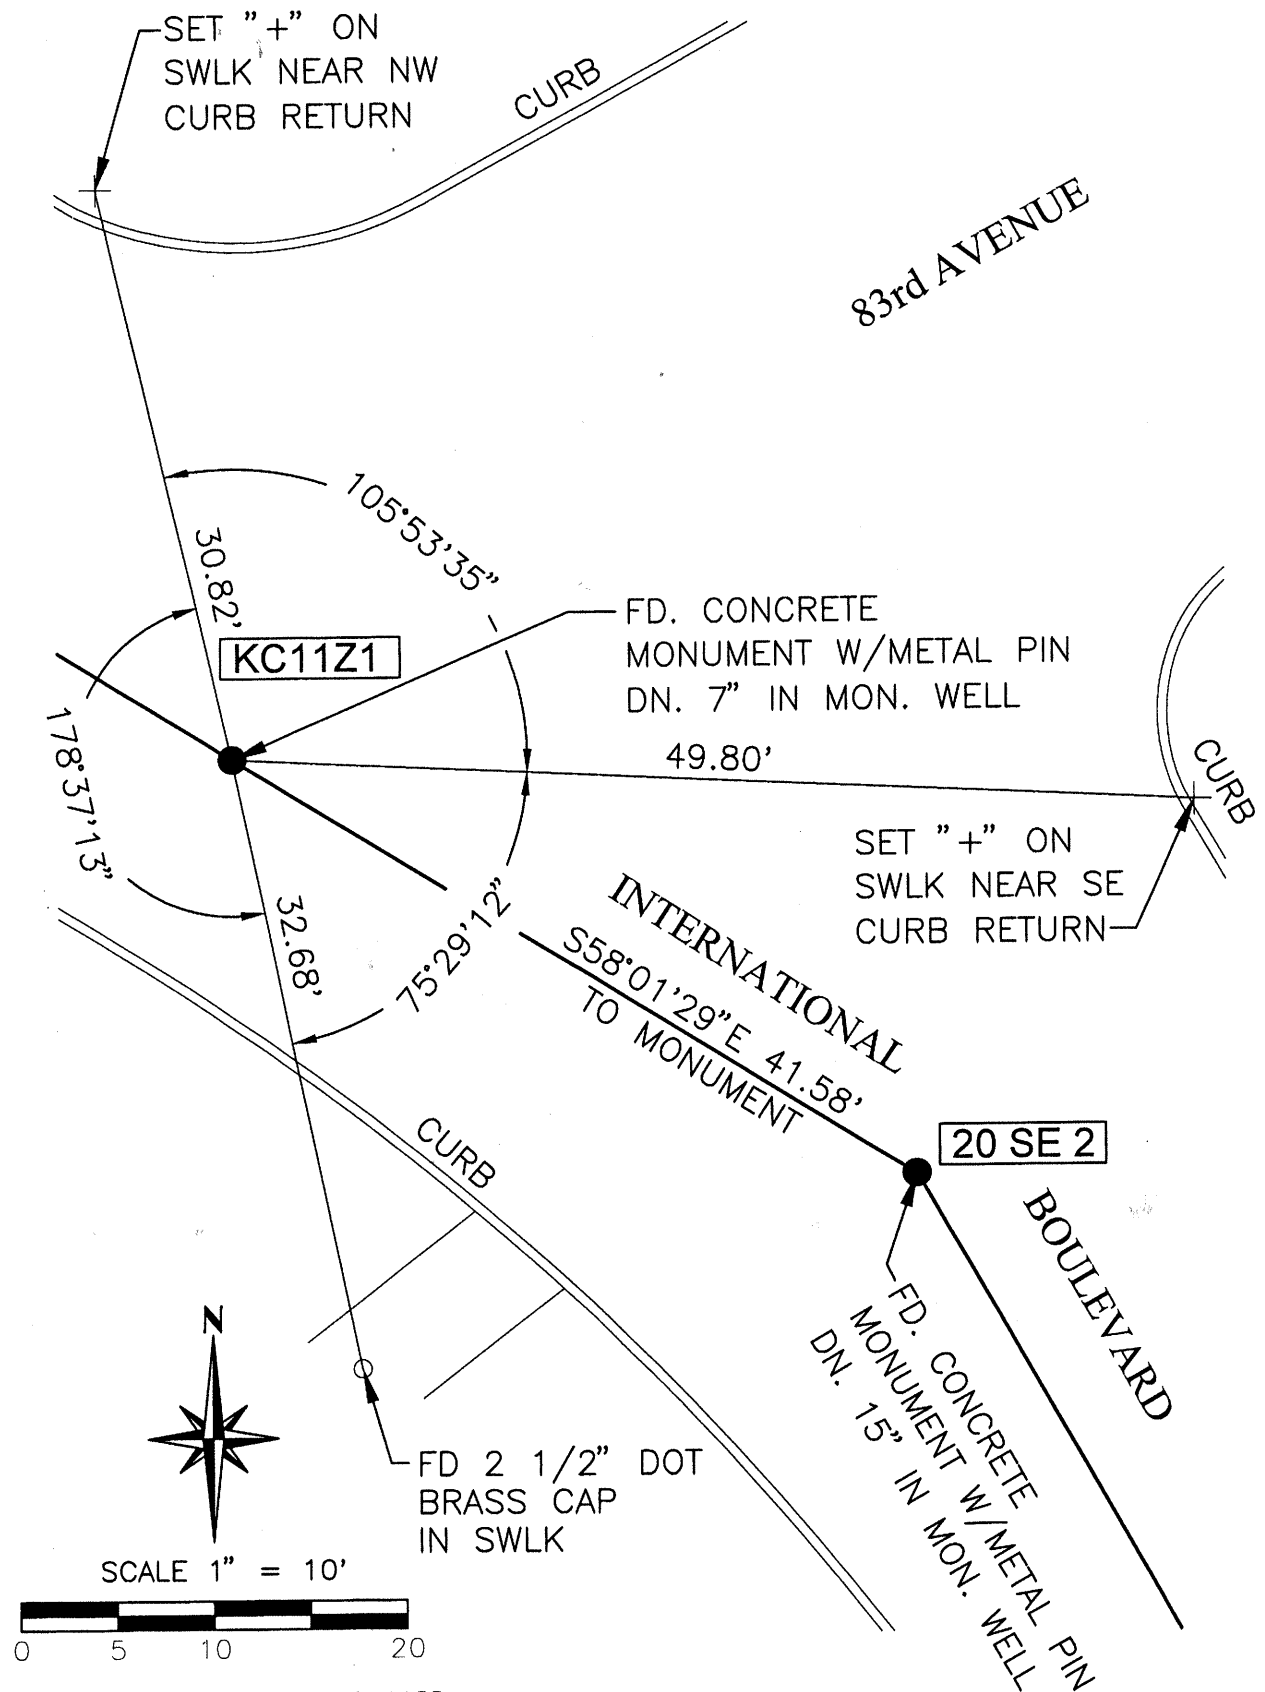 SET "+" ON
SWLK NEAR NW
CURB RETURN
CURB
83rd AVENUE
105°53'35"
30.82'
KC11Z1
FD. CONCRETE
MONUMENT W/METAL PIN
DN. 7" IN MON. WELL
49.80'
CURB
178°37'13"
SET "+" ON
SWLK NEAR SE
CURB RETURN
32.68'
75°29'12"
INTERNATIONAL
S58°01'29"E 41.58'
TO MONUMENT
CURB
20 SE 2
BOULEVARD
FD. CONCRETE
MONUMENT W/METAL PIN
DN. 15" IN MON. WELL
N
FD 2 1/2" DOT
BRASS CAP
IN SWLK
SCALE 1" = 10'
0 5 10 20